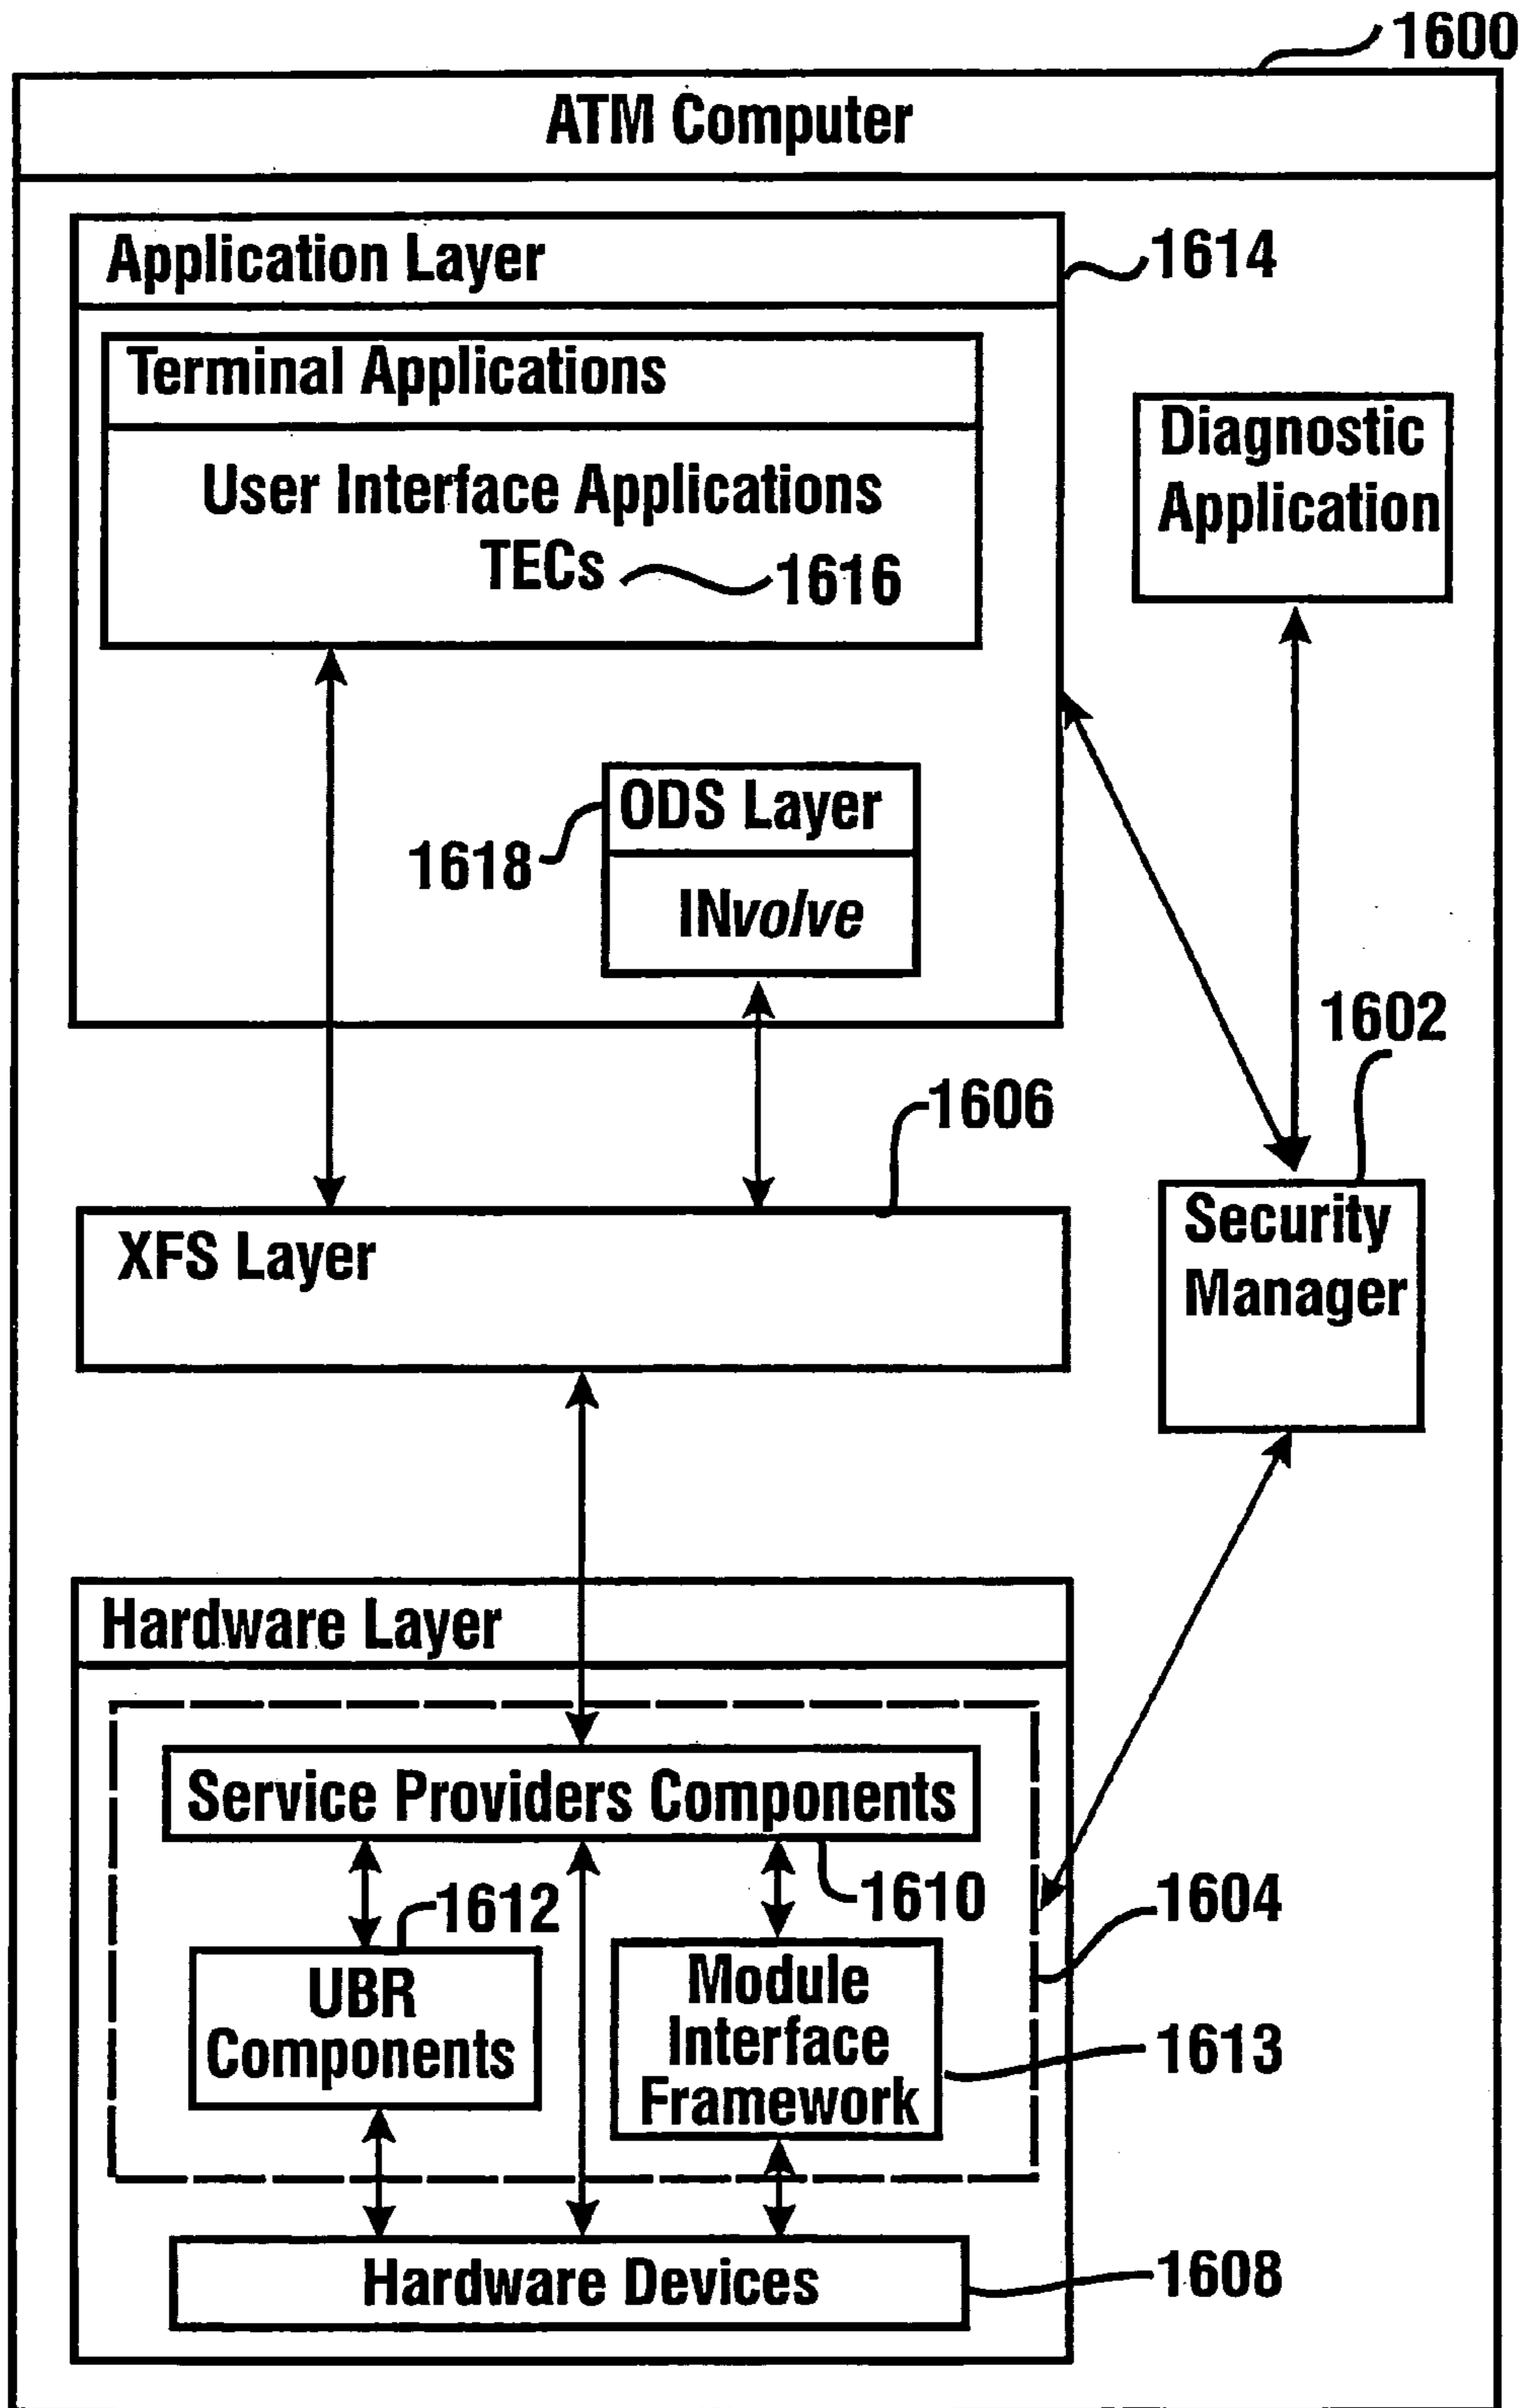 1600
ATM Computer
Application Layer
1614
Terminal Applications
User Interface Applications
TECs
1616
Diagnostic
Application
ODS Layer
1618
INvolve
1602
1606
XFS Layer
Security
Manager
Hardware Layer
Service Providers Components
1612
1610
1604
UBR
Components
Module
Interface
Framework
1613
Hardware Devices
1608